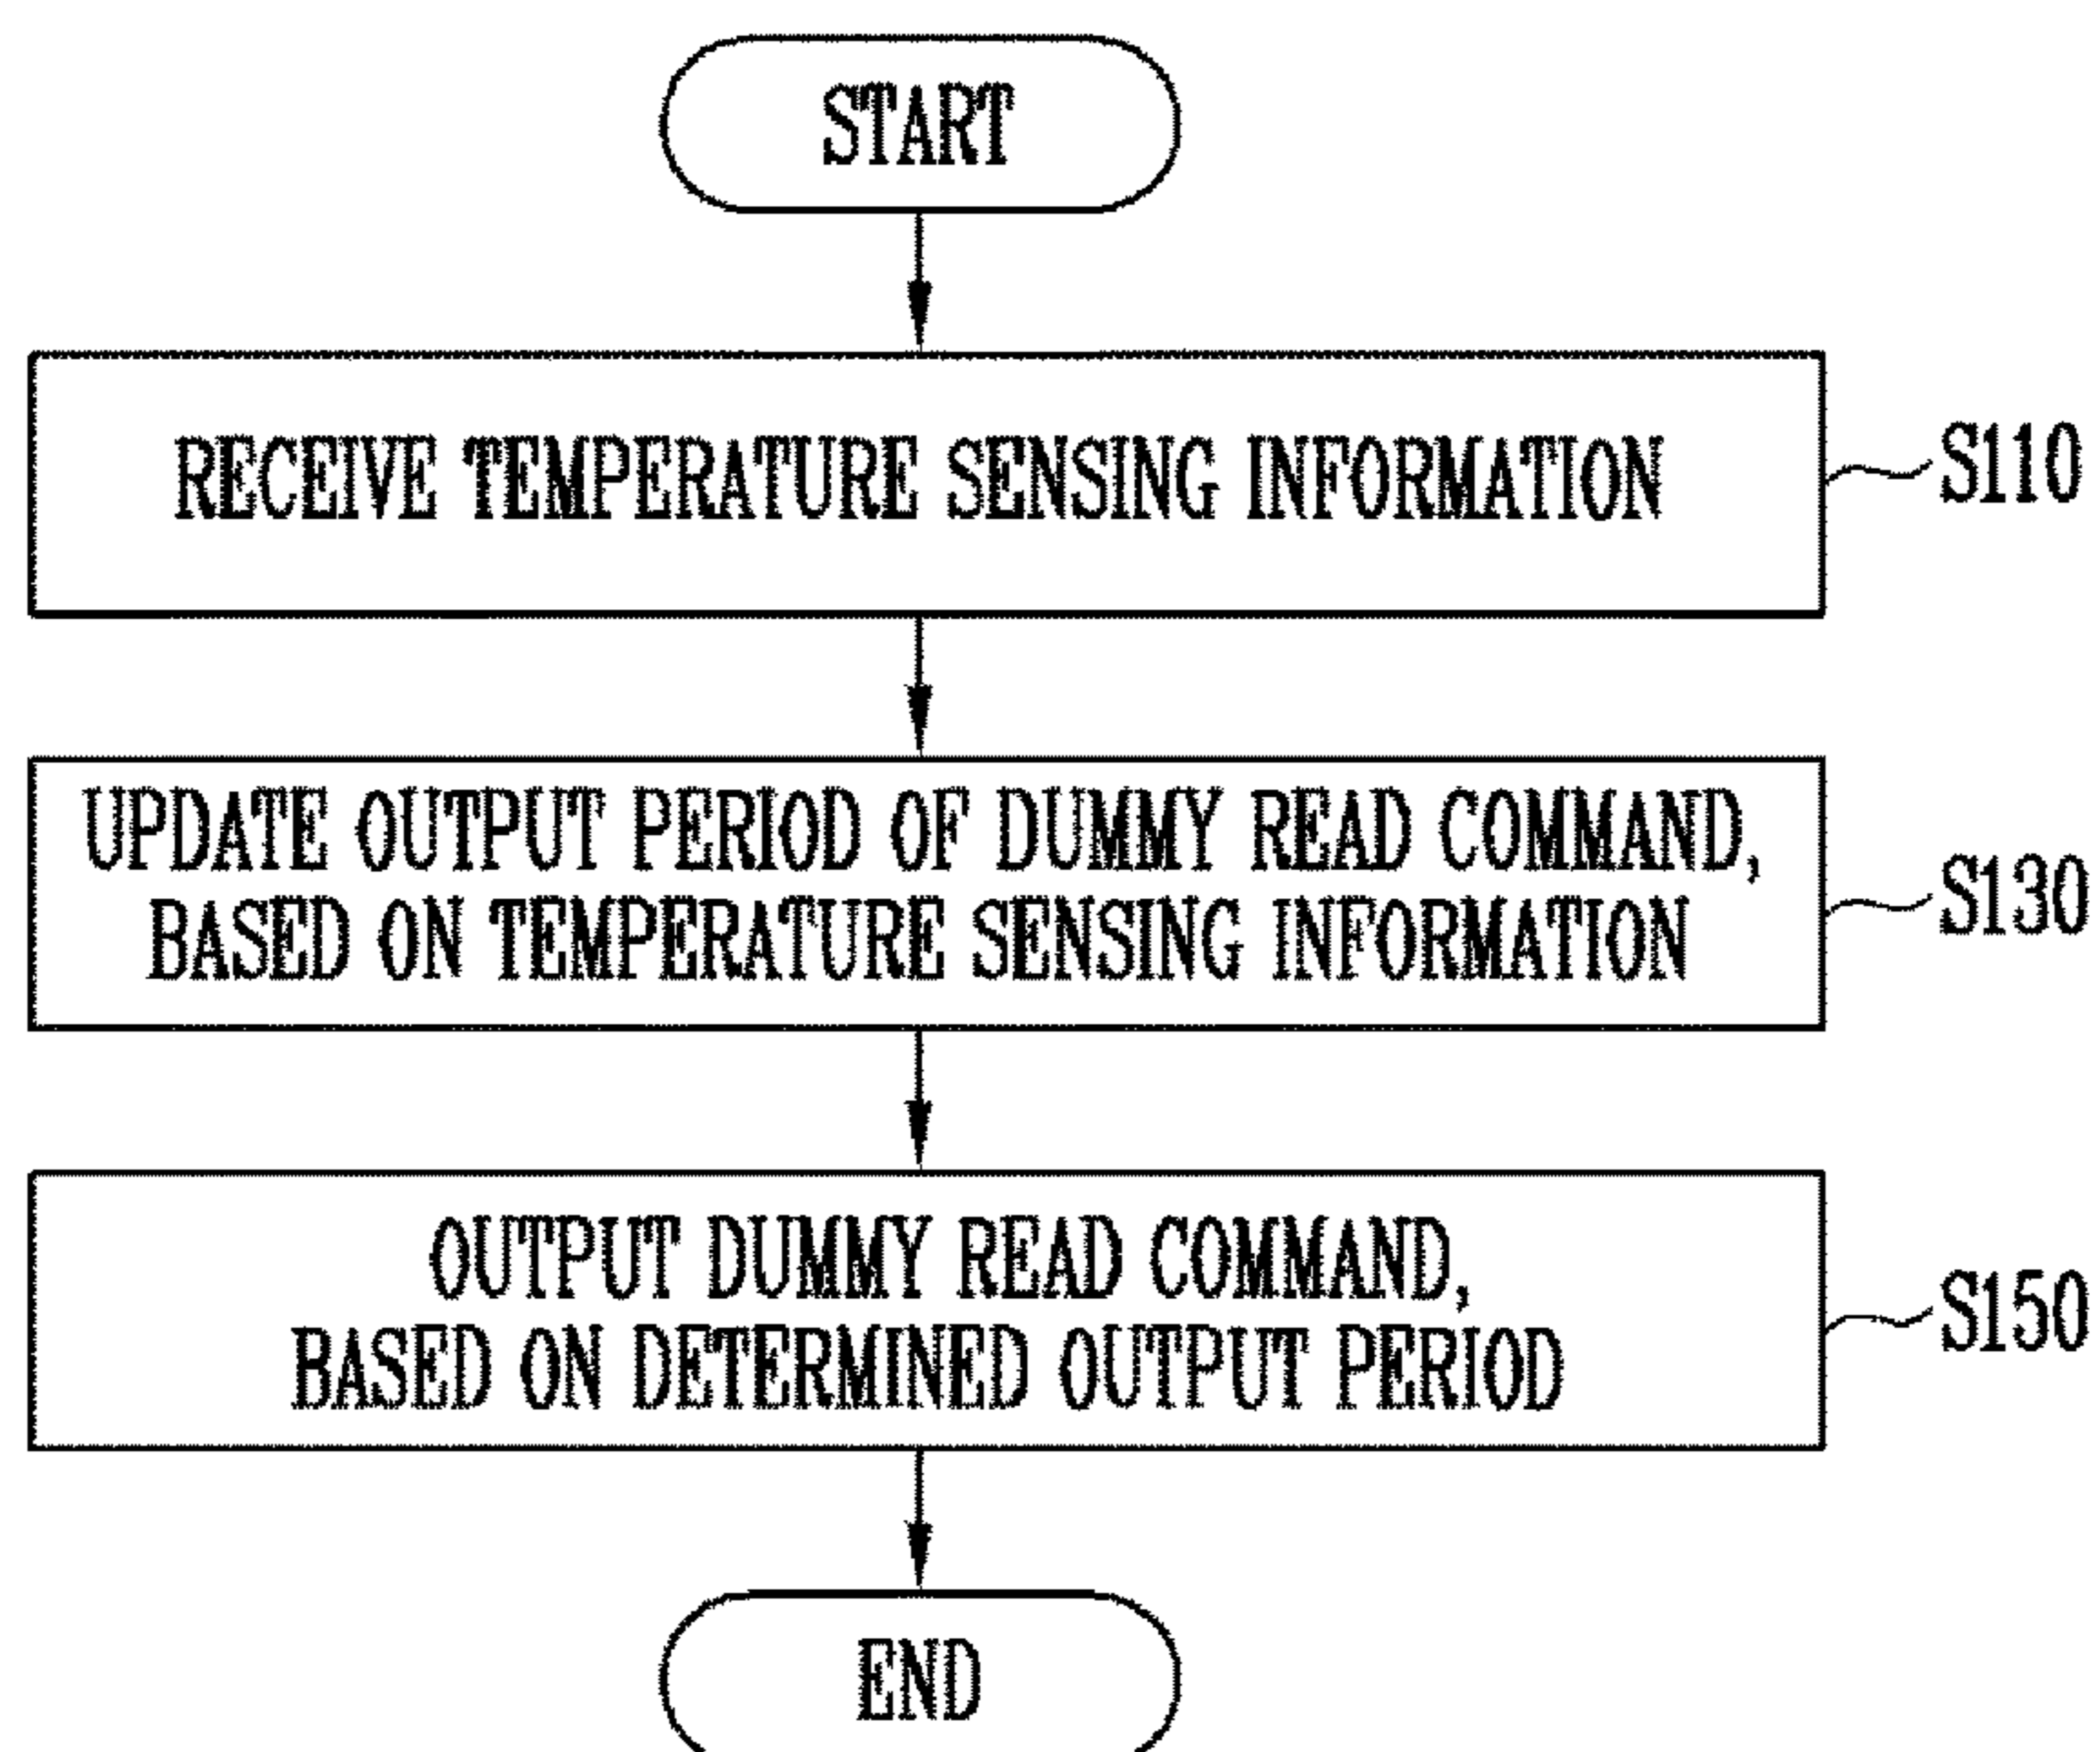 START
RECEIVE TEMPERATURE SENSING INFORMATION
S110
UPDATE OUTPUT PERIOD OF DUMMY READ COMMAND,
BASED ON TEMPERATURE SENSING INFORMATION
S130
OUTPUT DUMMY READ COMMAND,
BASED ON DETERMINED OUTPUT PERIOD
S150
END